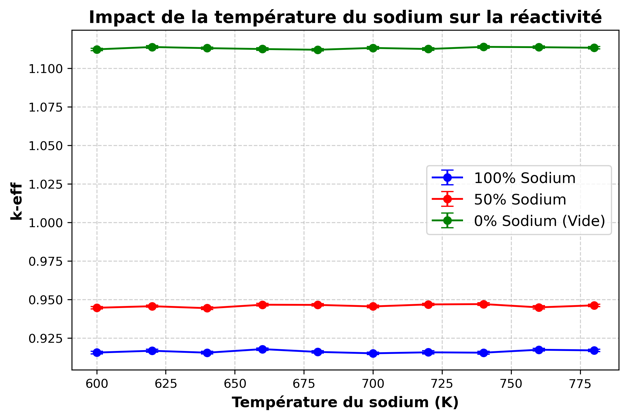 Impact de la température du sodium sur la réactivité
k-eff
1.100
1.075
1.050
1.025
1.000
0.975
0.950
0.925
100% Sodium
50% Sodium
0% Sodium (Vide)
600 625 650 675 700 725 750 775
Température du sodium (K)